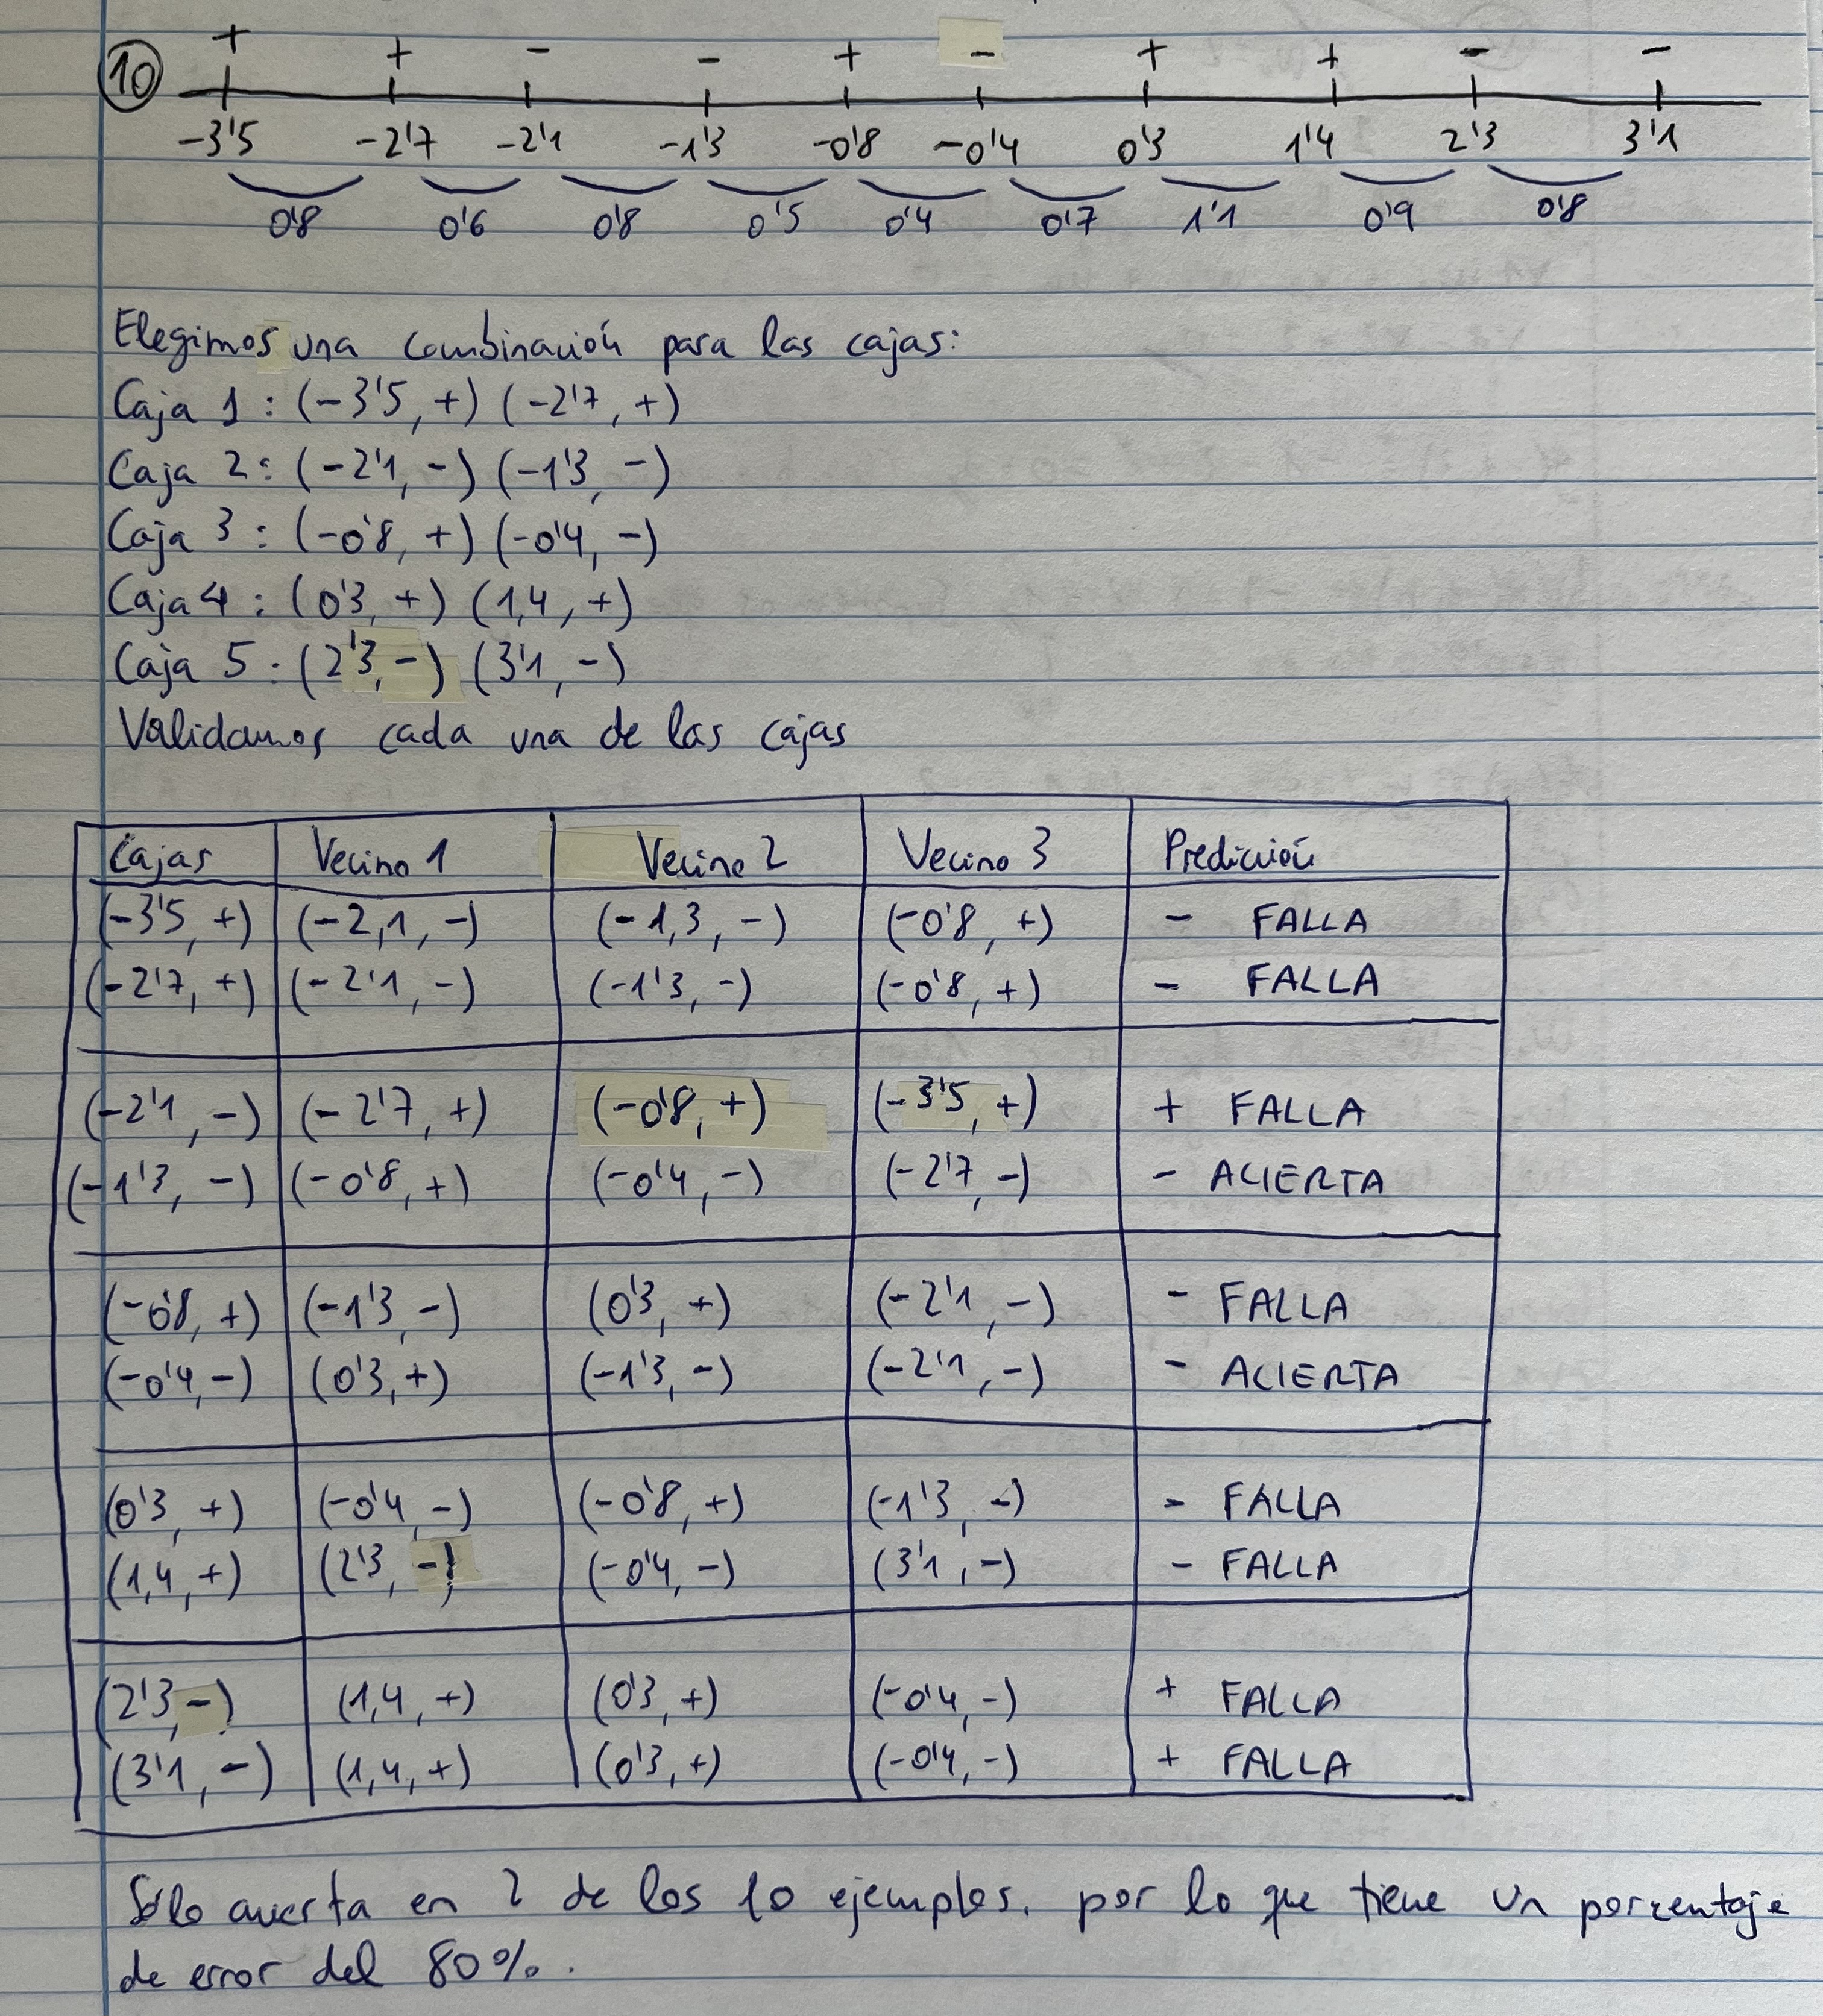 10
+ + - - + - + + - -
-3'5 -2'7 -2'1 -1'3 -0'8 -0'4 0'3 1'4 2'3 3'1
0'8 0'6 0'8 0'5 0'4 0'7 1'1 0'9 0'8
Elegimos una combinación para las cajas:
Caja 1: (-3'5, +) (-2'7, +)
Caja 2: (-2'1, -) (-1'3, -)
Caja 3: (-0'8, +) (-0'4, -)
Caja 4: (0'3, +) (1,4, +)
Caja 5: (2'3, -) (3'1, -)
Validamos cada una de las cajas
Cajas Vecino 1 Vecino 2 Vecino 3 Predicción
(-3'5, +) (-2,1, -) (-1,3, -) (-0'8, +) - FALLA
(-2'7, +) (-2'1, -) (-1'3, -) (-0'8, +) - FALLA
(-2'1, -) (-2'7, +) (-0'8, +) (-3'5, +) + FALLA
(-1'3, -) (-0'8, +) (-0'4, -) (-2'7, -) - ACIERTA
(-0'8, +) (-1'3, -) (0'3, +) (-2'1, -) - FALLA
(-0'4, -) (0'3, +) (-1'3, -) (-2'1, -) - ACIERTA
(0'3, +) (-0'4, -) (-0'8, +) (-1'3, -) - FALLA
(1,4, +) (2'3, -) (-0'4, -) (3'1, -) - FALLA
(2'3, -) (1,4, +) (0'3, +) (-0'4, -) + FALLA
(3'1, -) (1,4, +) (0'3, +) (-0'4, -) + FALLA
Sólo acierta en 2 de los 10 ejemplos, por lo que tiene un porcentaje
de error del 80%.